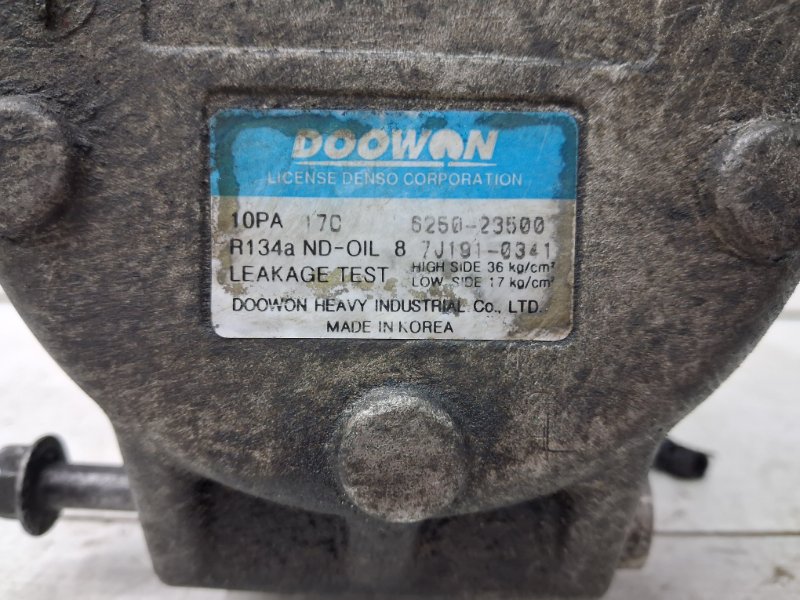 DOOWON
LICENSE DENSO CORPORATION
10PA 17C 6250-23500
R134a ND-OIL 8 7J191-0341
LEAKAGE TEST HIGH SIDE 36 kg/cm²
LOW SIDE 17 kg/cm²
DOOWON HEAVY INDUSTRIAL Co., LTD.
MADE IN KOREA